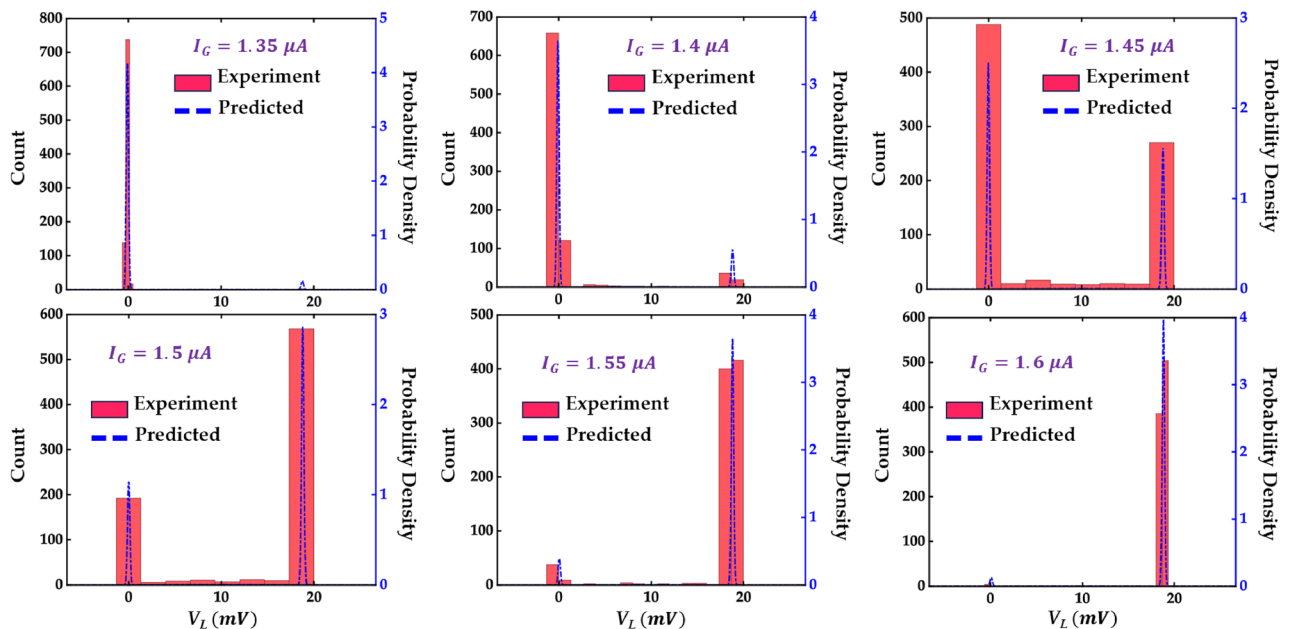 800
700
600
500
400
300
200
100
0
Count
I_G = 1.35 μA
Experiment
Predicted
5
4
3
2
1
0
Probability Density
0 10 20
700
600
500
400
300
200
100
0
Count
I_G = 1.4 μA
Experiment
Predicted
4
3
2
1
0
Probability Density
0 10 20
500
400
300
200
100
0
Count
I_G = 1.45 μA
Experiment
Predicted
3
2
1
0
Probability Density
0 10 20
600
500
400
300
200
100
0
Count
I_G = 1.5 μA
Experiment
Predicted
3
2
1
0
Probability Density
0 10 20
V_L (mV)
500
400
300
200
100
0
Count
I_G = 1.55 μA
Experiment
Predicted
4
3
2
1
0
Probability Density
0 10 20
V_L (mV)
600
500
400
300
200
100
0
Count
I_G = 1.6 μA
Experiment
Predicted
4
3
2
1
0
Probability Density
0 10 20
V_L (mV)